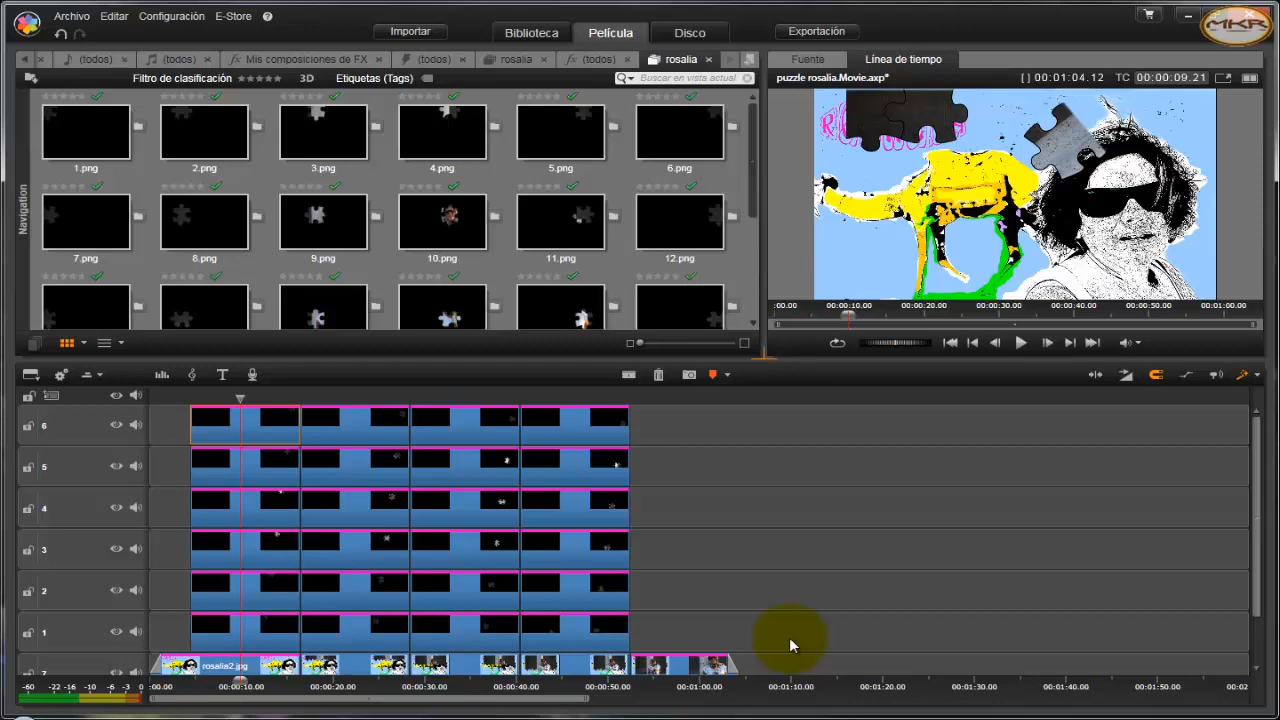 Archivo Editar Configuración E-Store
MKR
Importar Biblioteca Película Disco Exportación
(todos) (todos) Mis composiciones de FX (todos) rosalia (todos) rosalia
Fuente Línea de tiempo
Filtro de clasificación 3D Etiquetas (Tags) Buscar en vista actual
puzzle rosalia.Movie.axp* [ ] 00:01:04.12 TC 00:00:09.21
Navigation
1.png 2.png 3.png 4.png 5.png 6.png
7.png 8.png 9.png 10.png 11.png 12.png
:00.00 00:00:10.00 00:00:20.00 00:00:30.00 00:00:40.00 00:00:50.00 00:01:00.00
6
5
4
3
2
1
7 rosalia2.jpg
-60 -22 -16 -10 -6 -3 0
:00.00 00:00:10.00 00:00:20.00 00:00:30.00 00:00:40.00 00:00:50.00 00:01:00.00 00:01:10.00 00:01:20.00 00:01:30.00 00:01:40.00 00:01:50.00 00:02